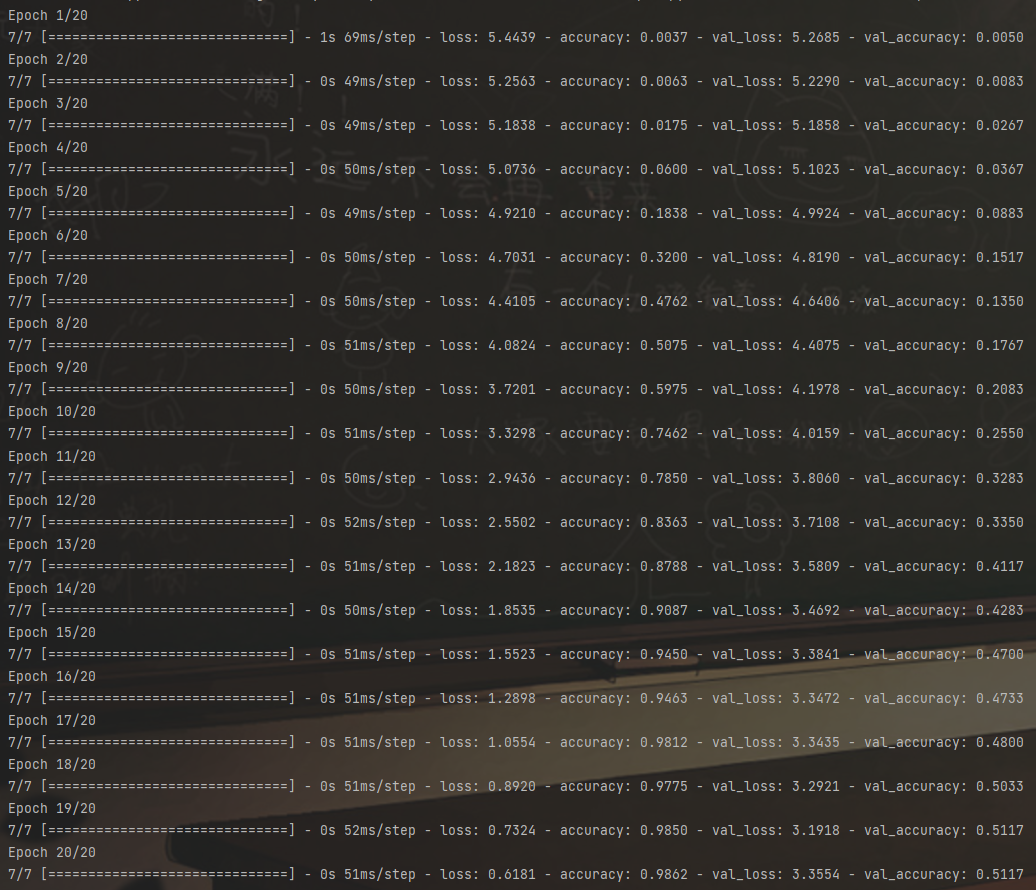 Epoch 1/20
7/7 [==============================] - 1s 69ms/step - loss: 5.4439 - accuracy: 0.0037 - val_loss: 5.2685 - val_accuracy: 0.0050
Epoch 2/20
7/7 [==============================] - 0s 49ms/step - loss: 5.2563 - accuracy: 0.0063 - val_loss: 5.2290 - val_accuracy: 0.0083
Epoch 3/20
7/7 [==============================] - 0s 49ms/step - loss: 5.1838 - accuracy: 0.0175 - val_loss: 5.1858 - val_accuracy: 0.0267
Epoch 4/20
7/7 [==============================] - 0s 50ms/step - loss: 5.0736 - accuracy: 0.0600 - val_loss: 5.1023 - val_accuracy: 0.0367
Epoch 5/20
7/7 [==============================] - 0s 49ms/step - loss: 4.9210 - accuracy: 0.1838 - val_loss: 4.9924 - val_accuracy: 0.0883
Epoch 6/20
7/7 [==============================] - 0s 50ms/step - loss: 4.7031 - accuracy: 0.3200 - val_loss: 4.8190 - val_accuracy: 0.1517
Epoch 7/20
7/7 [==============================] - 0s 50ms/step - loss: 4.4105 - accuracy: 0.4762 - val_loss: 4.6406 - val_accuracy: 0.1350
Epoch 8/20
7/7 [==============================] - 0s 51ms/step - loss: 4.0824 - accuracy: 0.5075 - val_loss: 4.4075 - val_accuracy: 0.1767
Epoch 9/20
7/7 [==============================] - 0s 50ms/step - loss: 3.7201 - accuracy: 0.5975 - val_loss: 4.1978 - val_accuracy: 0.2083
Epoch 10/20
7/7 [==============================] - 0s 51ms/step - loss: 3.3298 - accuracy: 0.7462 - val_loss: 4.0159 - val_accuracy: 0.2550
Epoch 11/20
7/7 [==============================] - 0s 50ms/step - loss: 2.9436 - accuracy: 0.7850 - val_loss: 3.8060 - val_accuracy: 0.3283
Epoch 12/20
7/7 [==============================] - 0s 52ms/step - loss: 2.5502 - accuracy: 0.8363 - val_loss: 3.7108 - val_accuracy: 0.3350
Epoch 13/20
7/7 [==============================] - 0s 51ms/step - loss: 2.1823 - accuracy: 0.8788 - val_loss: 3.5809 - val_accuracy: 0.4117
Epoch 14/20
7/7 [==============================] - 0s 50ms/step - loss: 1.8535 - accuracy: 0.9087 - val_loss: 3.4692 - val_accuracy: 0.4283
Epoch 15/20
7/7 [==============================] - 0s 51ms/step - loss: 1.5523 - accuracy: 0.9450 - val_loss: 3.3841 - val_accuracy: 0.4700
Epoch 16/20
7/7 [==============================] - 0s 51ms/step - loss: 1.2898 - accuracy: 0.9463 - val_loss: 3.3472 - val_accuracy: 0.4733
Epoch 17/20
7/7 [==============================] - 0s 51ms/step - loss: 1.0554 - accuracy: 0.9812 - val_loss: 3.3435 - val_accuracy: 0.4800
Epoch 18/20
7/7 [==============================] - 0s 51ms/step - loss: 0.8920 - accuracy: 0.9775 - val_loss: 3.2921 - val_accuracy: 0.5033
Epoch 19/20
7/7 [==============================] - 0s 52ms/step - loss: 0.7324 - accuracy: 0.9850 - val_loss: 3.1918 - val_accuracy: 0.5117
Epoch 20/20
7/7 [==============================] - 0s 51ms/step - loss: 0.6181 - accuracy: 0.9862 - val_loss: 3.3554 - val_accuracy: 0.5117
永远不会再重来